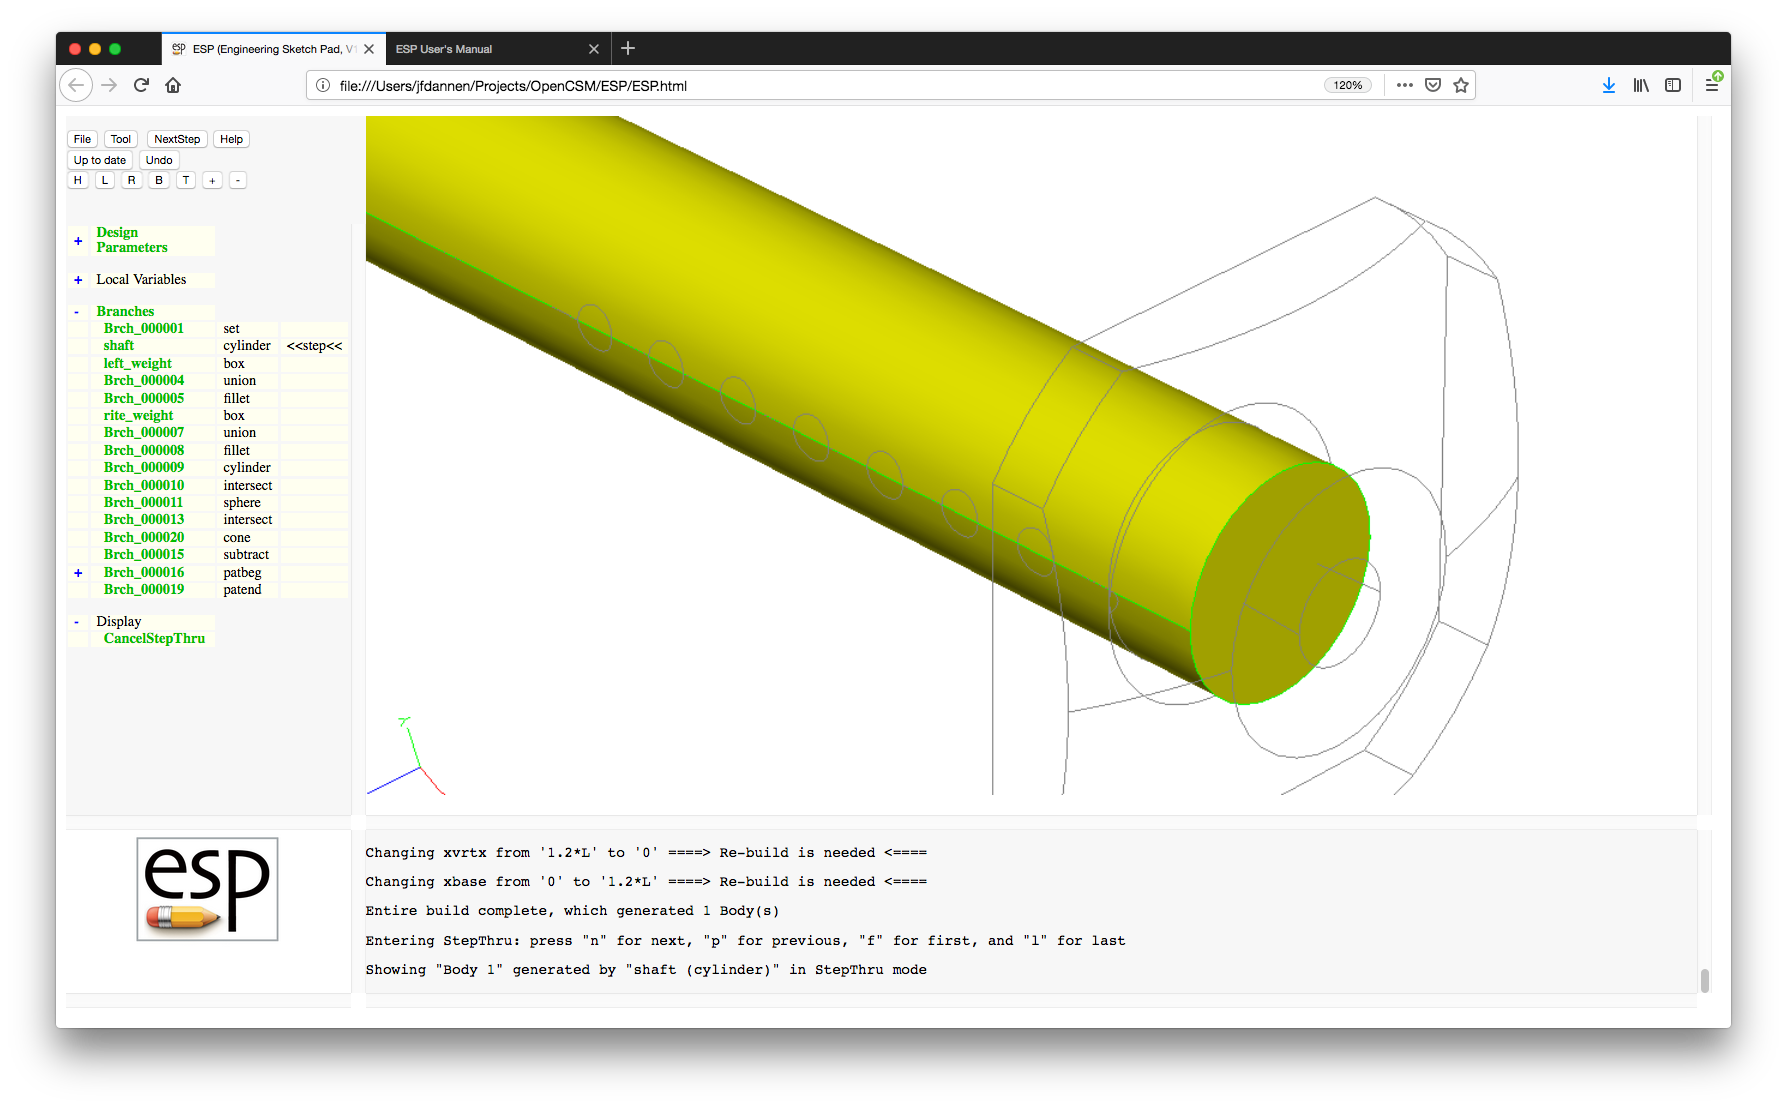 ESP (Engineering Sketch Pad, V1
ESP User's Manual
file:///Users/jfdannen/Projects/OpenCSM/ESP/ESP.html
120%
File Tool NextStep Help
Up to date Undo
H L R B T + -
+ Design
Parameters
+ Local Variables
- Branches
Brch_000001 set
shaft cylinder <<step<<
left_weight box
Brch_000004 union
Brch_000005 fillet
rite_weight box
Brch_000007 union
Brch_000008 fillet
Brch_000009 cylinder
Brch_000010 intersect
Brch_000011 sphere
Brch_000013 intersect
Brch_000020 cone
Brch_000015 subtract
+ Brch_000016 patbeg
Brch_000019 patend
- Display
CancelStepThru
esp
Changing xvrtx from '1.2*L' to '0' ====> Re-build is needed <====
Changing xbase from '0' to '1.2*L' ====> Re-build is needed <====
Entire build complete, which generated 1 Body(s)
Entering StepThru: press "n" for next, "p" for previous, "f" for first, and "l" for last
Showing "Body 1" generated by "shaft (cylinder)" in StepThru mode